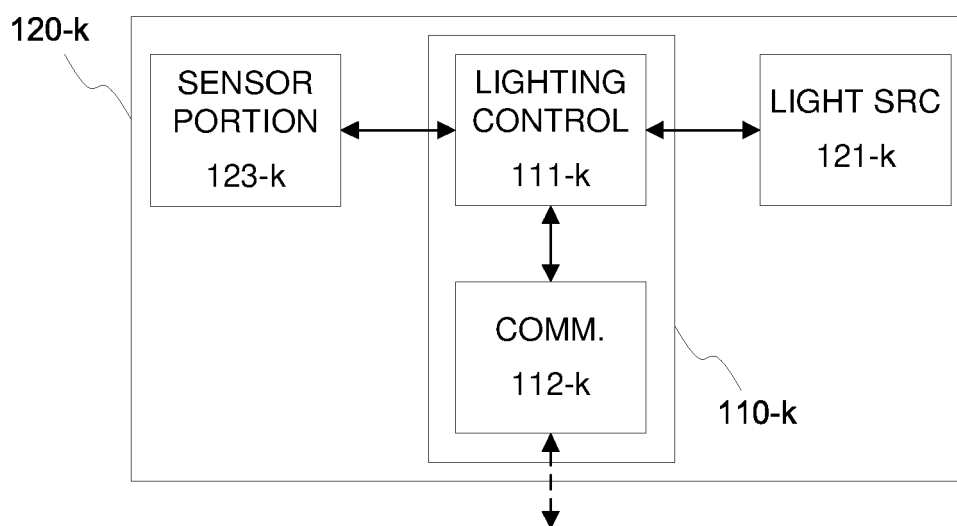 120-k
SENSOR
PORTION
123-k
LIGHTING
CONTROL
111-k
LIGHT SRC
121-k
COMM.
112-k
110-k